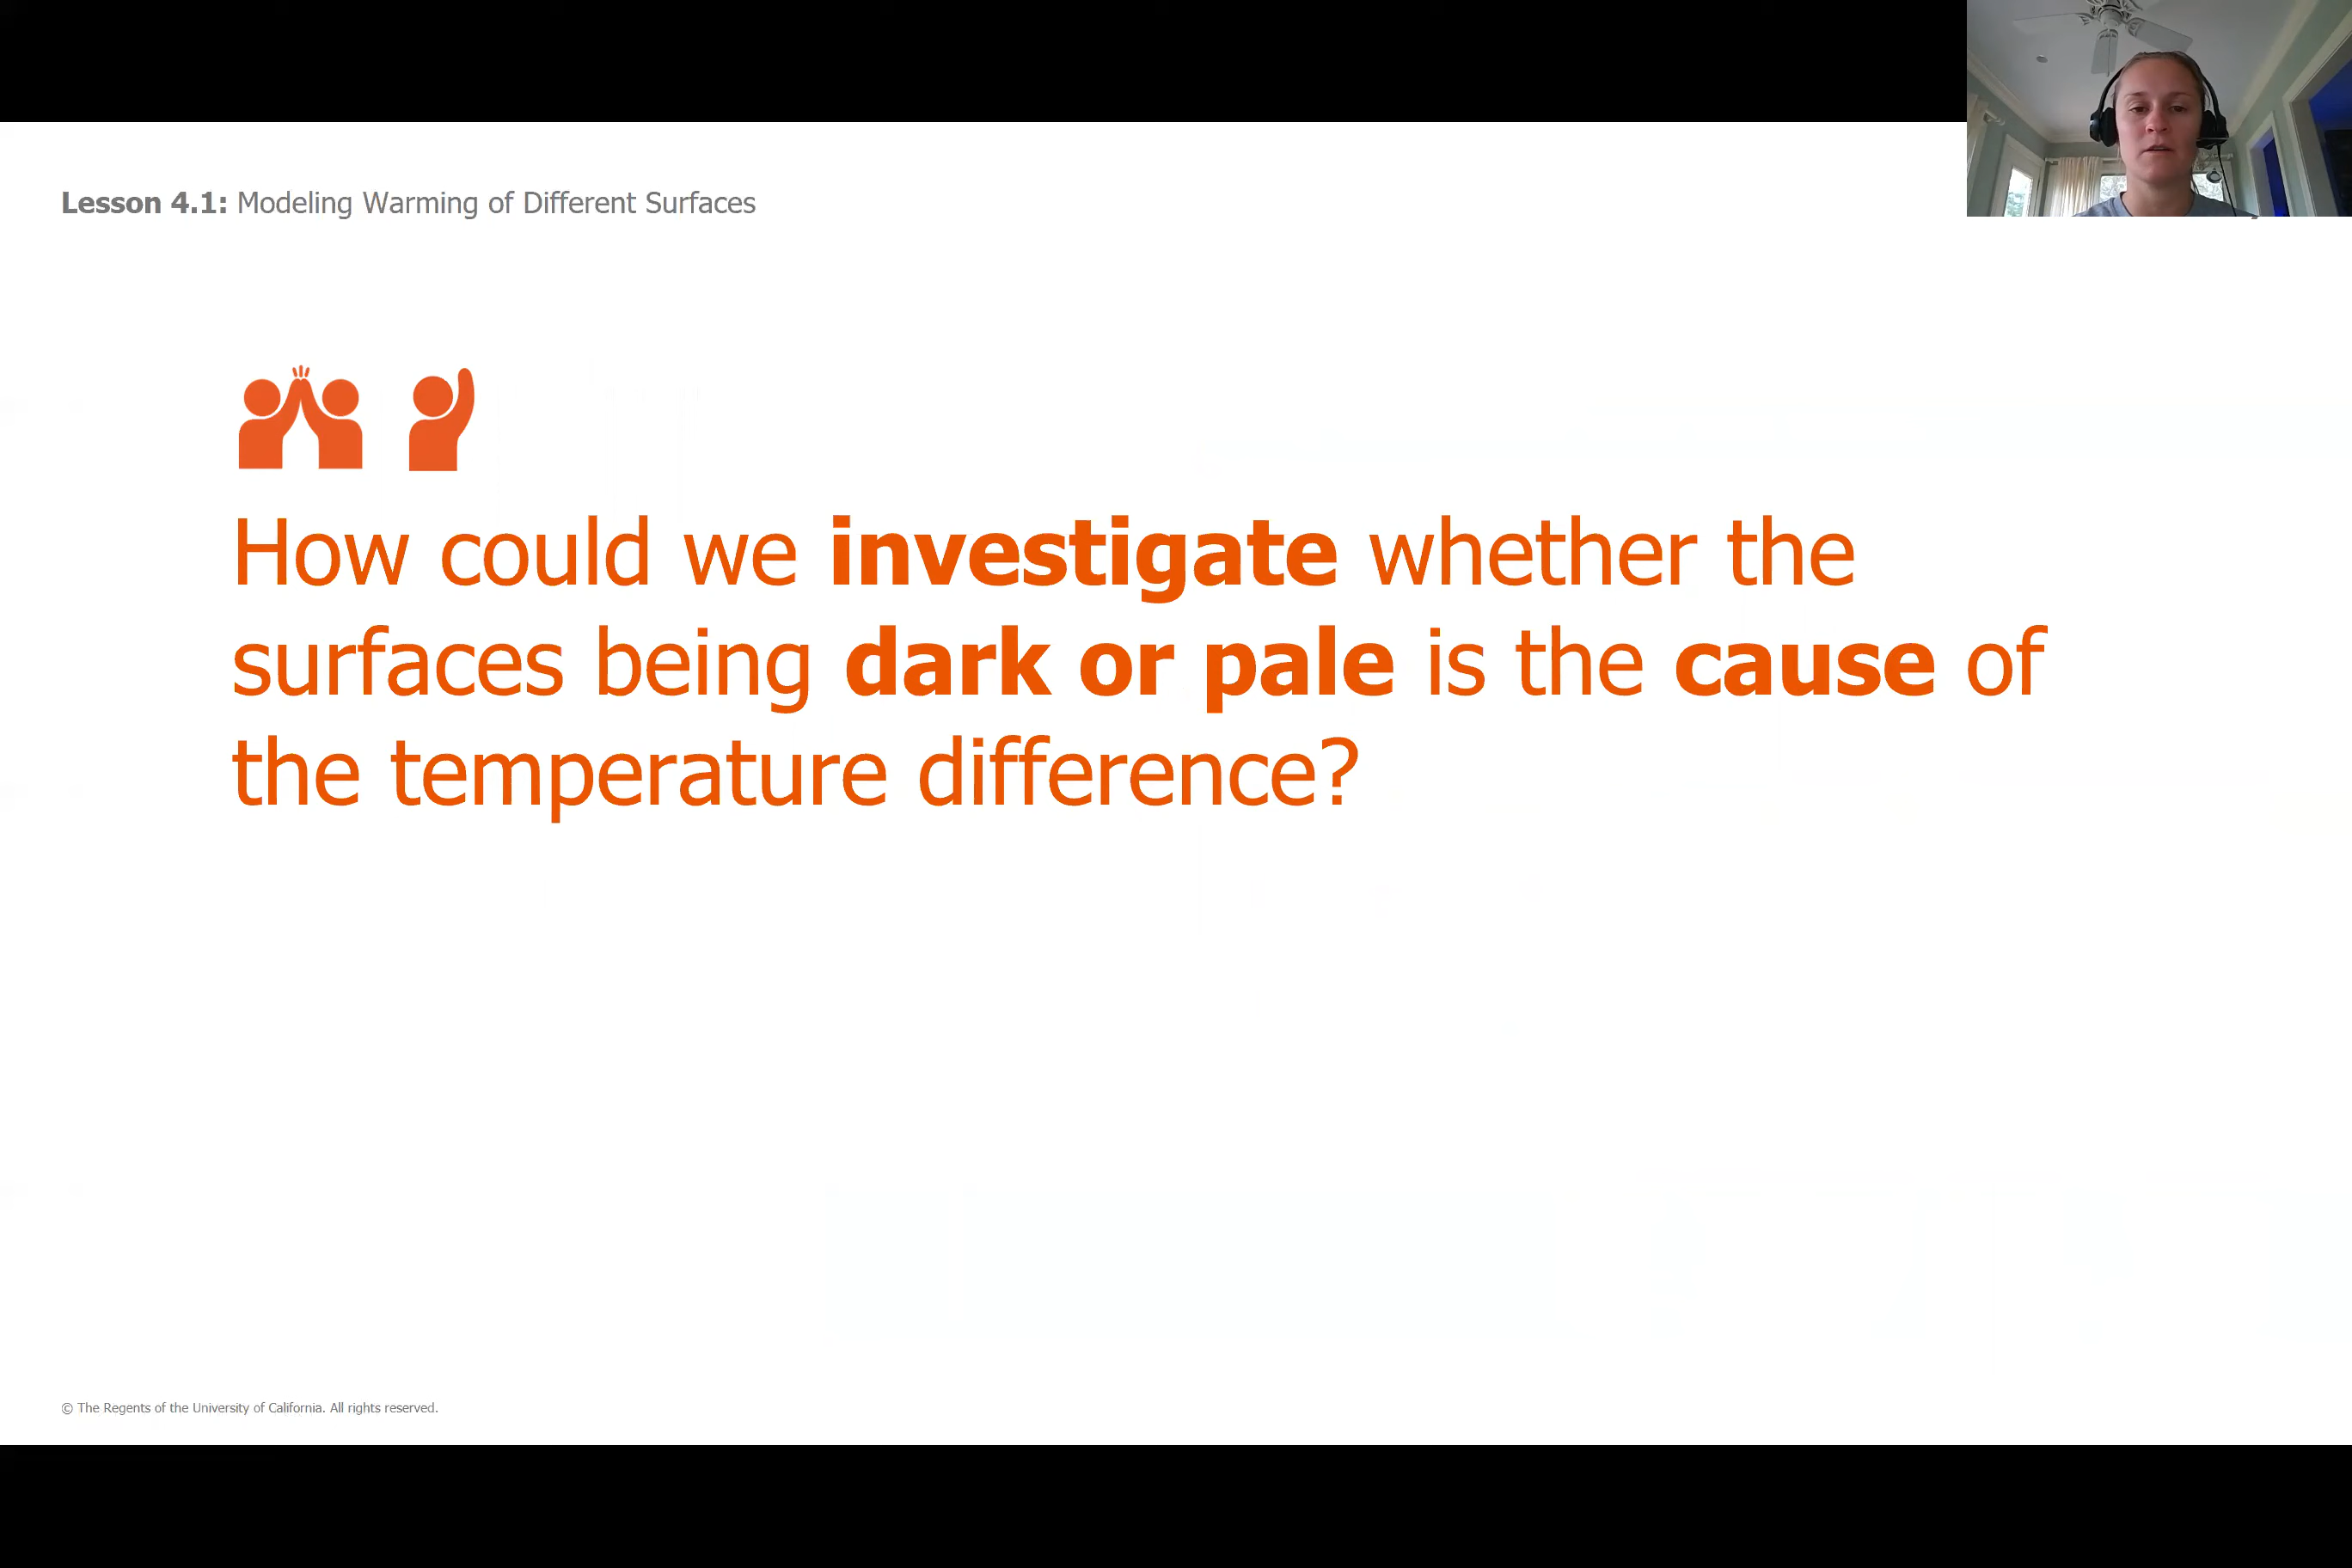 Lesson 4.1: Modeling Warming of Different Surfaces
How could we investigate whether the
surfaces being dark or pale is the cause of
the temperature difference?
© The Regents of the University of California. All rights reserved.